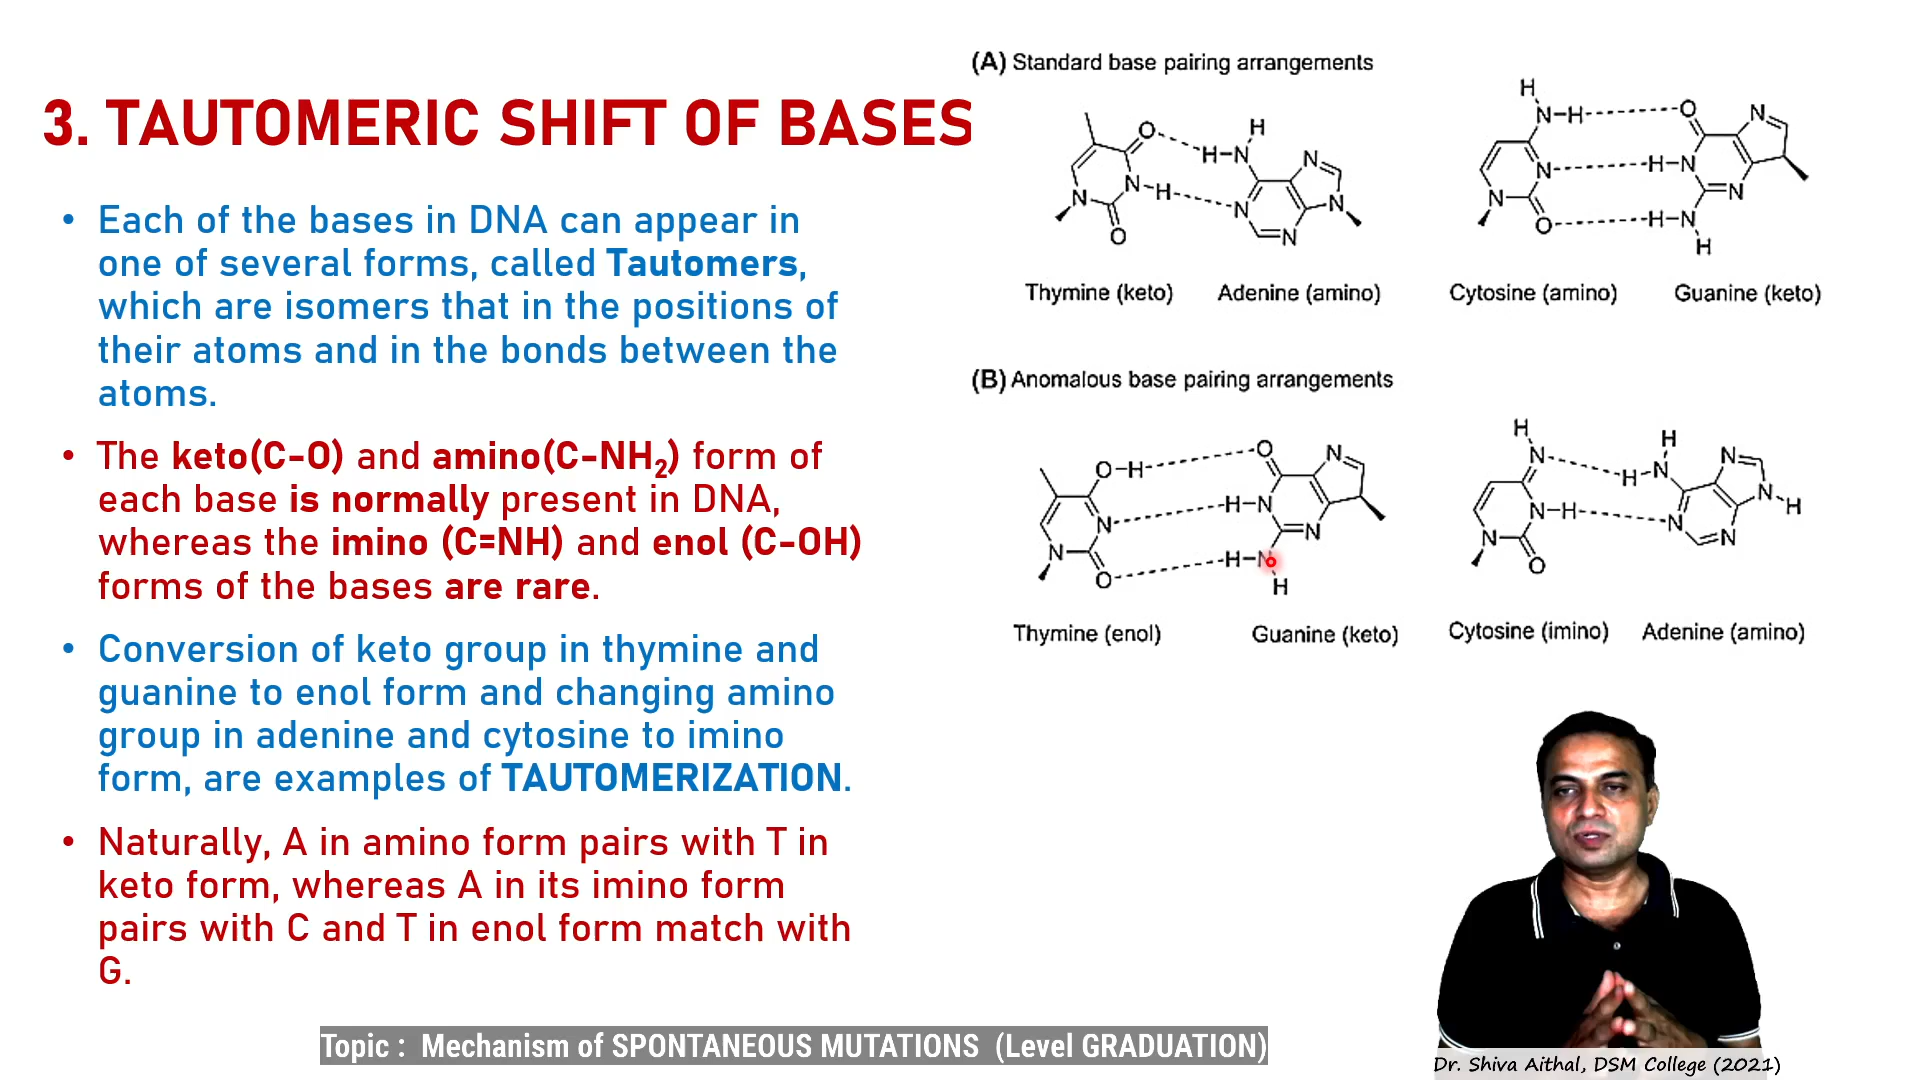 3. TAUTOMERIC SHIFT OF BASES
• Each of the bases in DNA can appear in
one of several forms, called Tautomers,
which are isomers that in the positions of
their atoms and in the bonds between the
atoms.
• The keto(C-O) and amino(C-NH₂) form of
each base is normally present in DNA,
whereas the imino (C=NH) and enol (C-OH)
forms of the bases are rare.
• Conversion of keto group in thymine and
guanine to enol form and changing amino
group in adenine and cytosine to imino
form, are examples of TAUTOMERIZATION.
• Naturally, A in amino form pairs with T in
keto form, whereas A in its imino form
pairs with C and T in enol form match with
G.
(A) Standard base pairing arrangements
O H
H-N N
N-H N N
N N
O
Thymine (keto) Adenine (amino)
H
N-H O N
N H-N
N N
O H-N
H
Cytosine (amino) Guanine (keto)
(B) Anomalous base pairing arrangements
O-H O N
N H-N
N N
O H-N
H
Thymine (enol) Guanine (keto)
H H
N H-N N
N-H N N-H
N N
O
Cytosine (imino) Adenine (amino)
Topic : Mechanism of SPONTANEOUS MUTATIONS (Level GRADUATION)
Dr. Shiva Aithal, DSM College (2021)